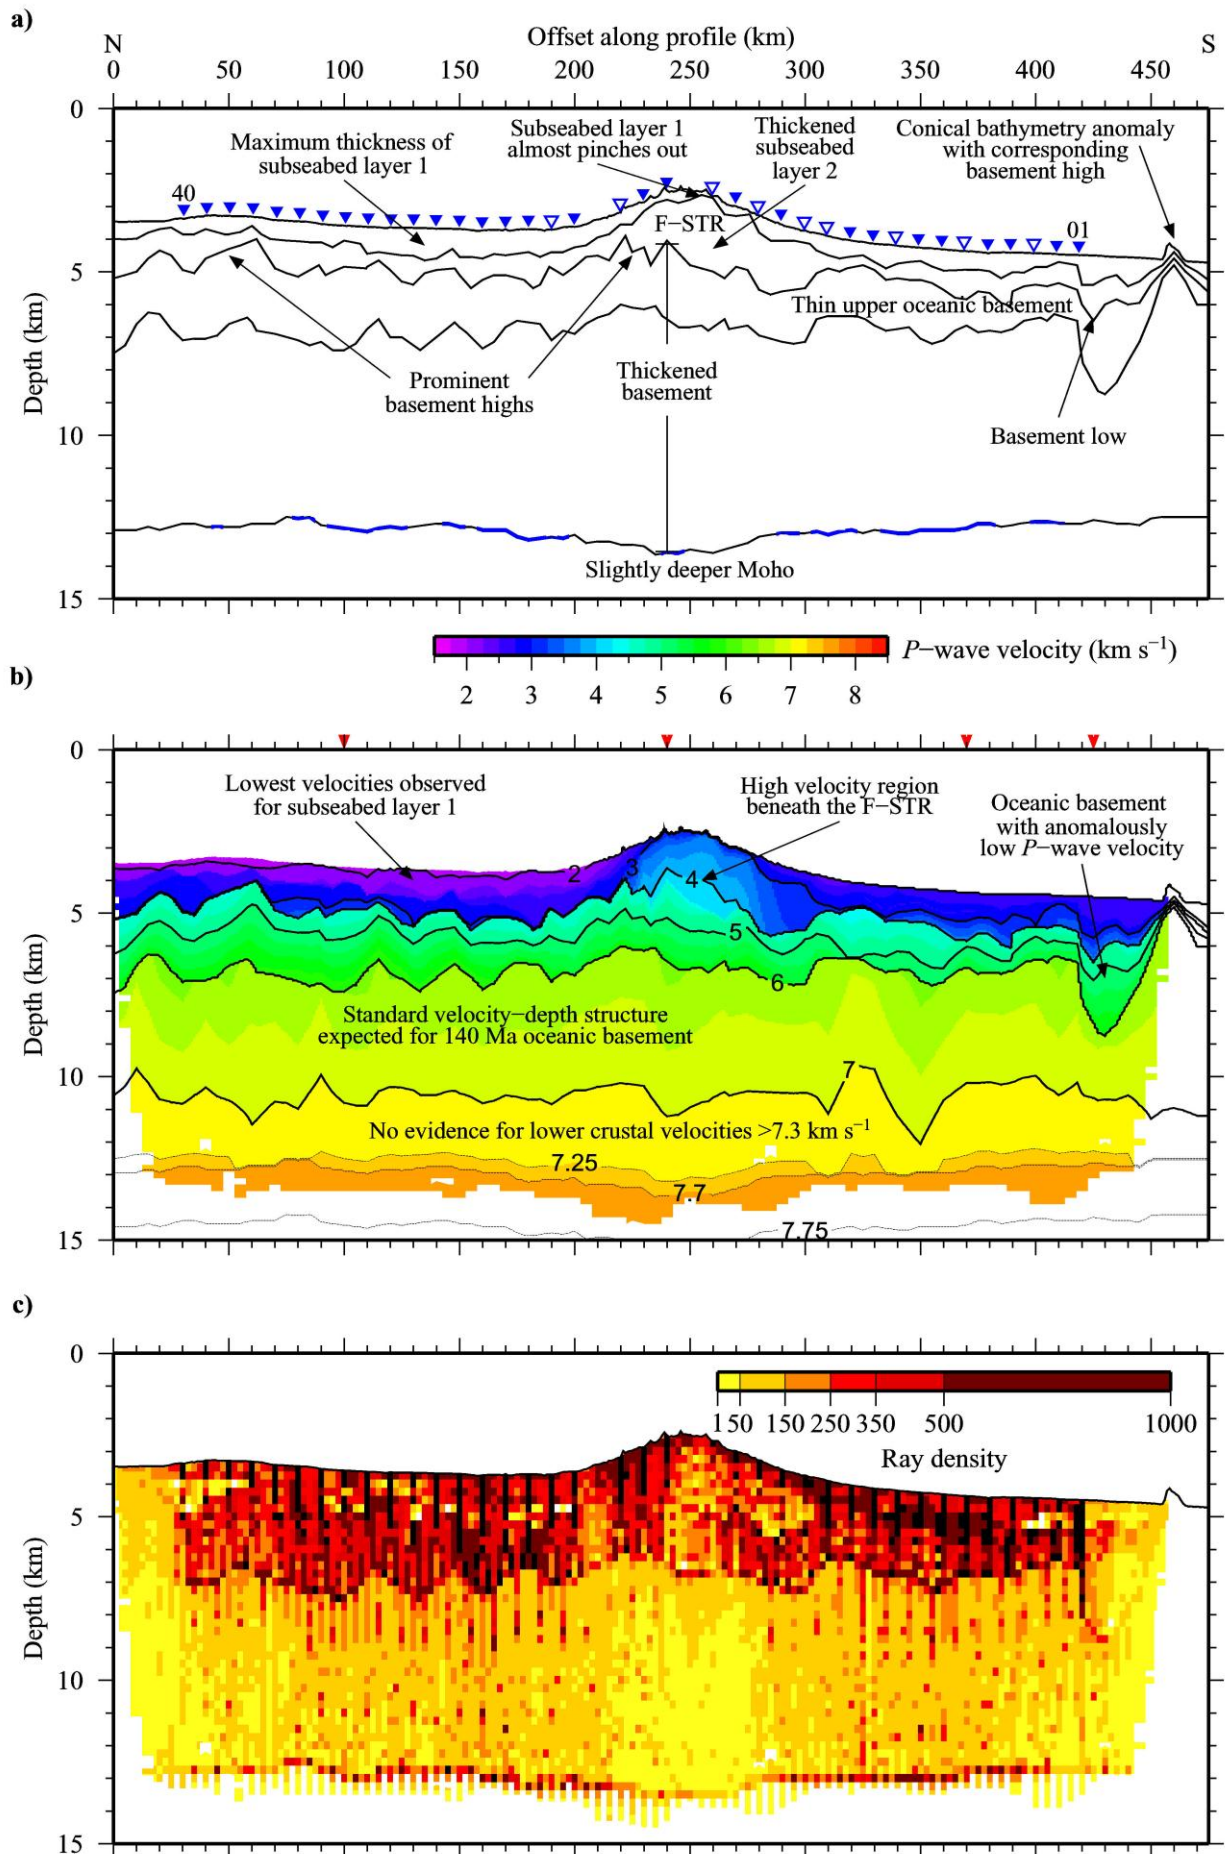 a)
Offset along profile (km)
N
S
0 50 100 150 200 250 300 350 400 450
0
5
10
15
Depth (km)
Maximum thickness of
subseabed layer 1
Subseabed layer 1
almost pinches out
Thickened
subseabed
layer 2
Conical bathymetry anomaly
with corresponding
basement high
40
01
F−STR
Thin upper oceanic basement
Prominent
basement highs
Thickened
basement
Basement low
Slightly deeper Moho
P−wave velocity (km s−1)
2 3 4 5 6 7 8
b)
0
5
10
15
Depth (km)
Lowest velocities observed
for subseabed layer 1
High velocity region
beneath the F−STR
Oceanic basement
with anomalously
low P−wave velocity
2
3
4
5
6
Standard velocity−depth structure
expected for 140 Ma oceanic basement
7
No evidence for lower crustal velocities >7.3 km s−1
7.25
7.7
7.75
c)
0
5
10
15
Depth (km)
1 50 150 250 350 500 1000
Ray density